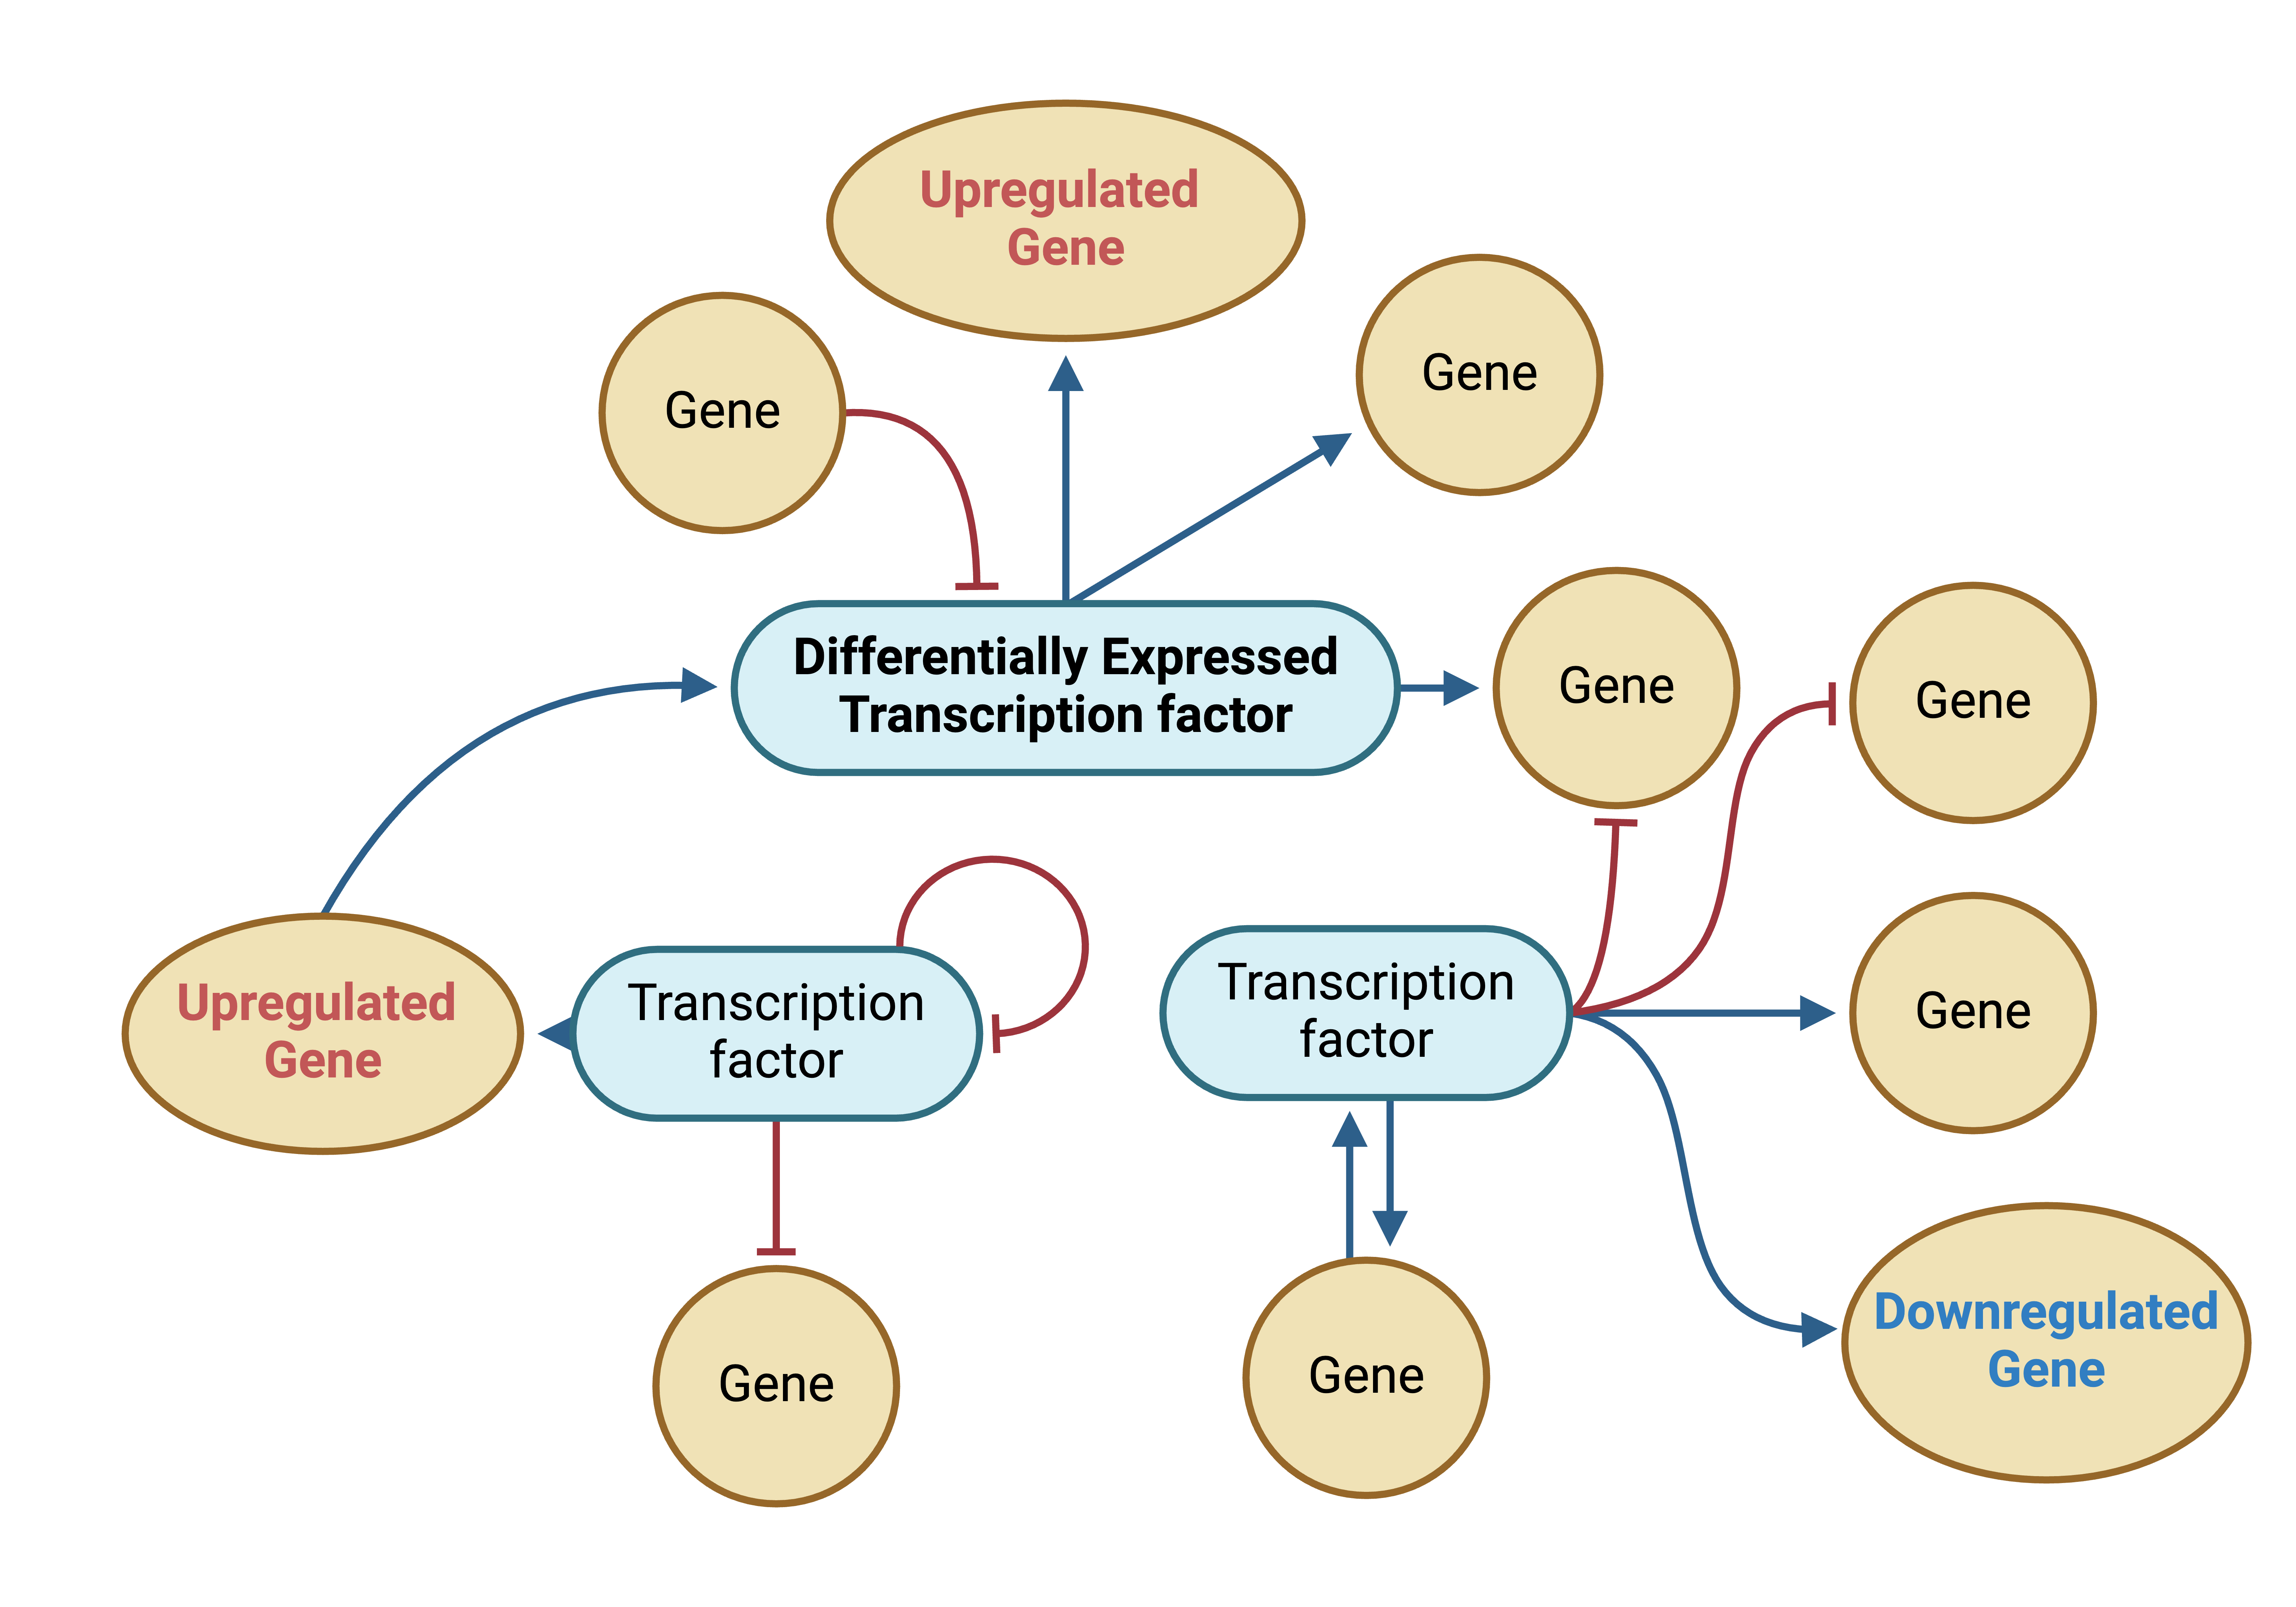 Upregulated
Gene
Gene
Gene
Differentially Expressed
Transcription factor
Gene
Gene
Upregulated
Gene
Transcription
factor
Transcription
factor
Gene
Gene
Gene
Downregulated
Gene